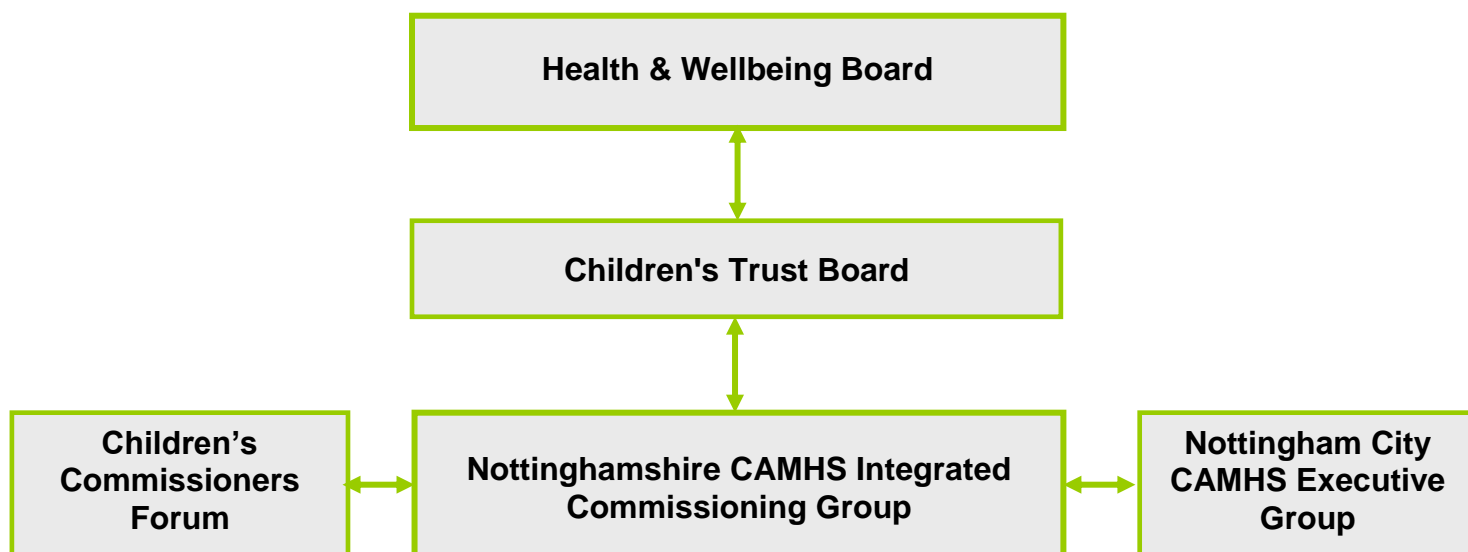 Health & Wellbeing Board
Children's Trust Board
Children’s
Commissioners
Forum
Nottinghamshire CAMHS Integrated
Commissioning Group
Nottingham City
CAMHS Executive
Group